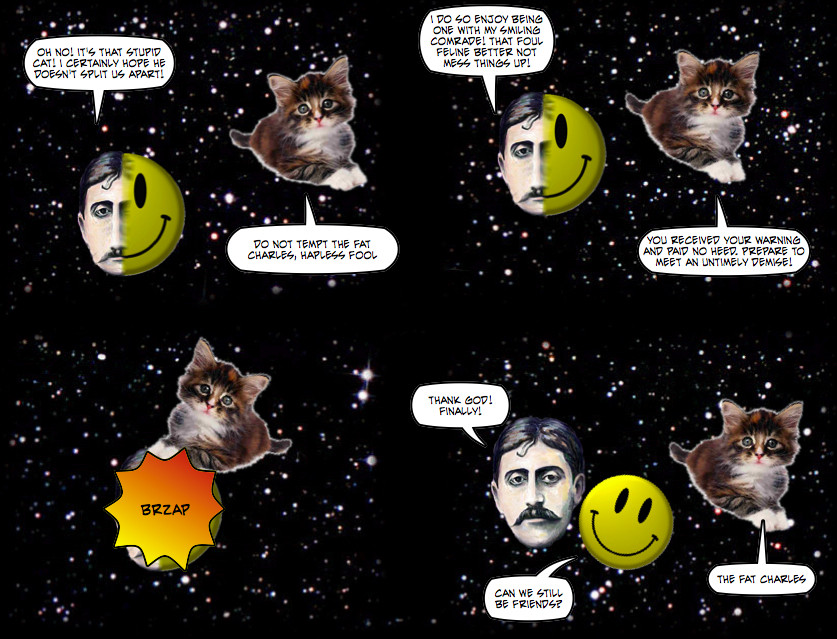 OH NO! IT'S THAT STUPID
CAT! I CERTAINLY HOPE HE
DOESN'T SPLIT US APART!
DO NOT TEMPT THE FAT
CHARLES, HAPLESS FOOL
I DO SO ENJOY BEING
ONE WITH MY SMILING
COMRADE! THAT FOUL
FELINE BETTER NOT
MESS THINGS UP!
YOU RECEIVED YOUR WARNING
AND PAID NO HEED. PREPARE TO
MEET AN UNTIMELY DEMISE!
BRZAP
THANK GOD!
FINALLY!
CAN WE STILL
BE FRIENDS?
THE FAT CHARLES